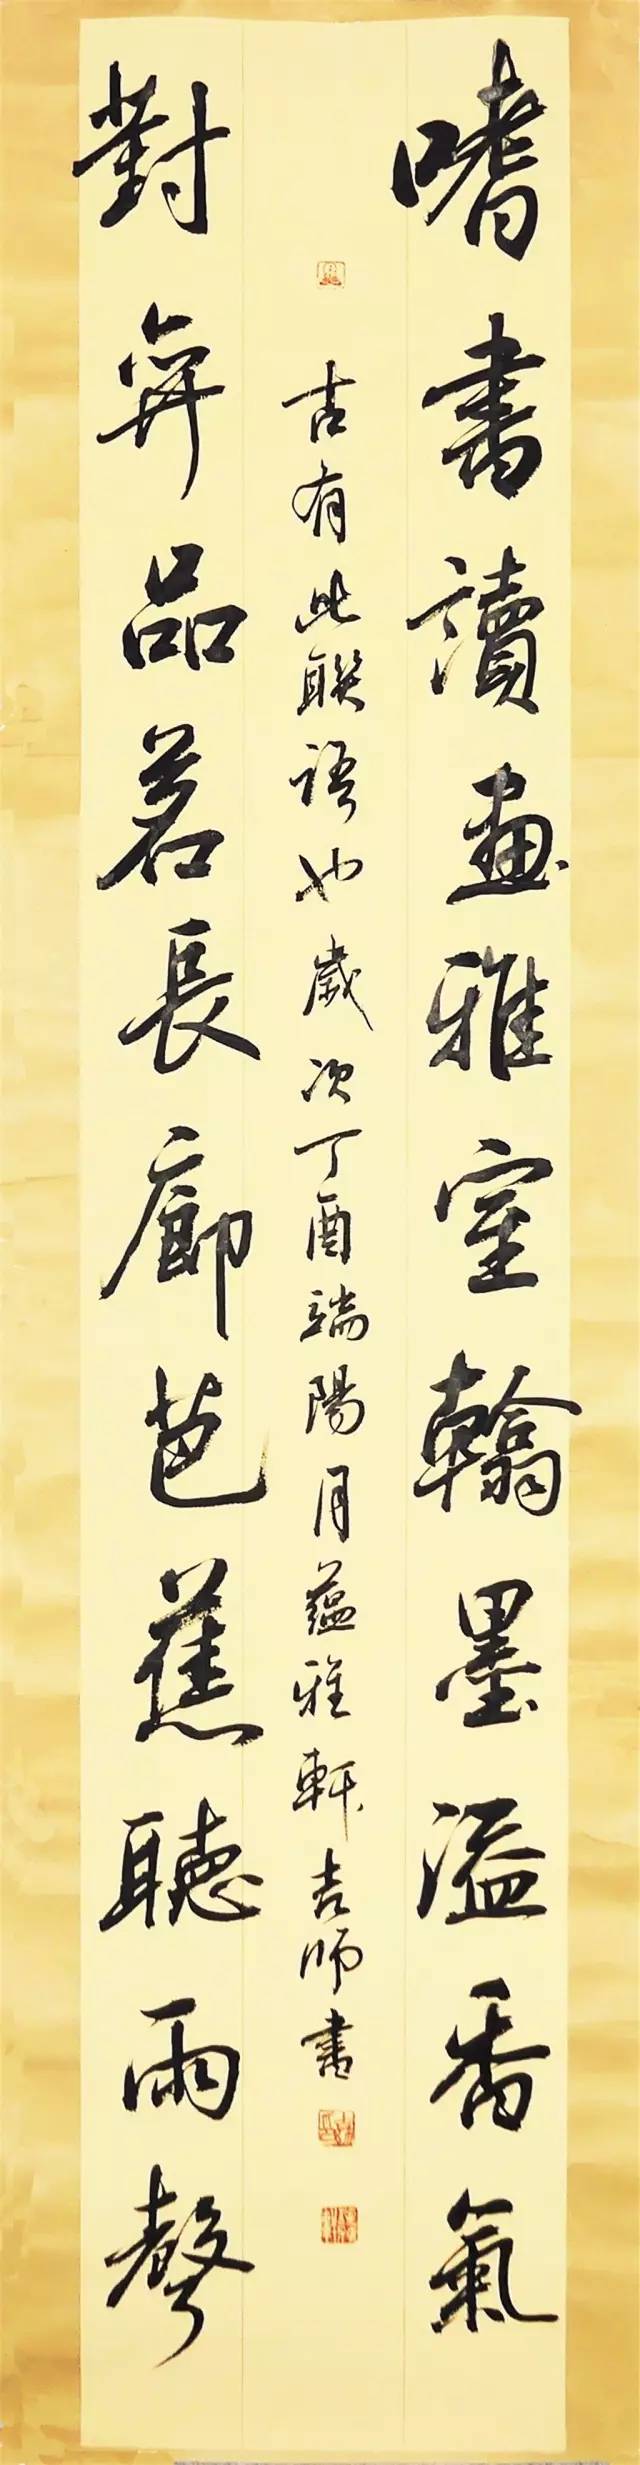 嗜書讀畫雅室翰墨溢香氣
古有此聯語也歲次丁酉端陽月蘊雅軒吉師書
對弈品茗長廊芭蕉聽雨聲